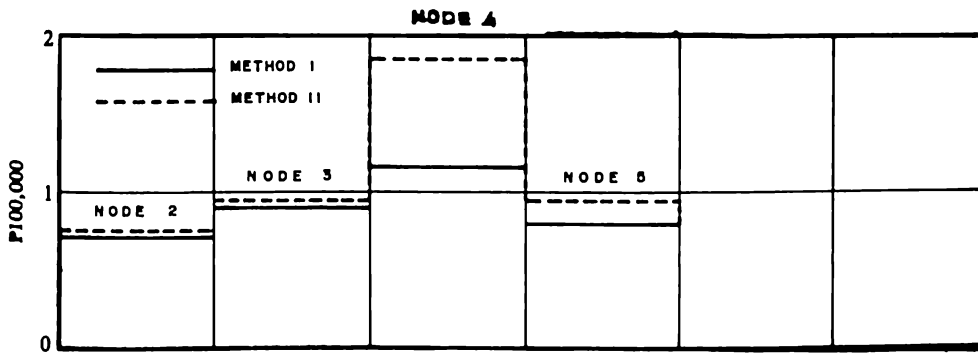 NODE 4
2
METHOD I
METHOD II
NODE 3
NODE 5
1
NODE 2
P100,000
0